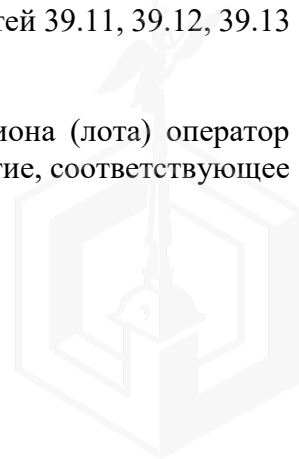 тей 39.11, 39.12, 39.13
иона (лота) оператор
тие, соответствующее